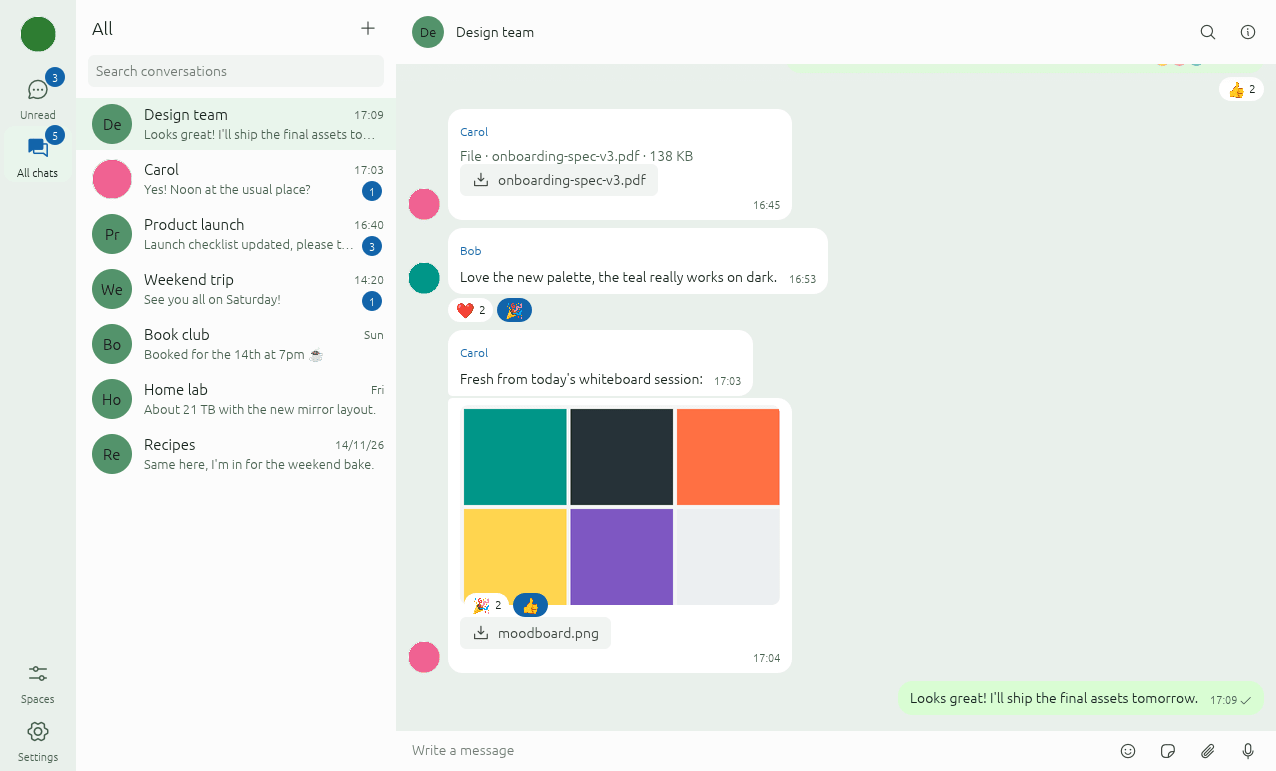 3
Unread
5
All chats
Spaces
Settings
All
Search conversations
De
Design team
17:09
Looks great! I'll ship the final assets to…
Carol
17:03
Yes! Noon at the usual place?
1
Pr
Product launch
16:40
Launch checklist updated, please t…
3
We
Weekend trip
14:20
See you all on Saturday!
1
Bo
Book club
Sun
Booked for the 14th at 7pm ☕
Ho
Home lab
Fri
About 21 TB with the new mirror layout.
Re
Recipes
14/11/26
Same here, I'm in for the weekend bake.
De
Design team
👍 2
Carol
File · onboarding-spec-v3.pdf · 138 KB
onboarding-spec-v3.pdf
16:45
Bob
Love the new palette, the teal really works on dark. 16:53
❤️ 2 🎉
Carol
Fresh from today's whiteboard session: 17:03
🎉 2 👍
moodboard.png
17:04
Looks great! I'll ship the final assets tomorrow. 17:09 ✓
Write a message